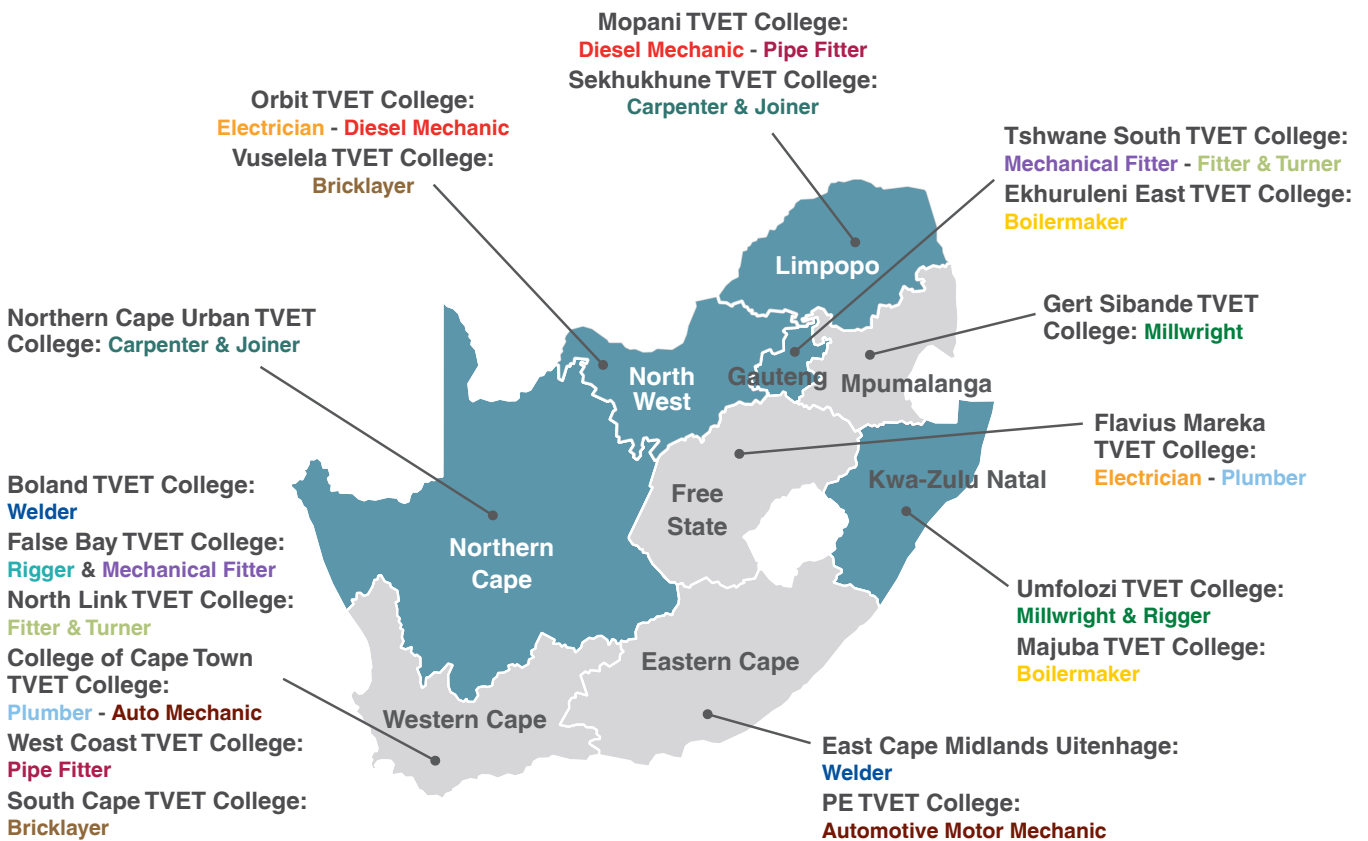 Mopani TVET College:
Diesel Mechanic - Pipe Fitter
Sekhukhune TVET College:
Carpenter & Joiner
Orbit TVET College:
Electrician - Diesel Mechanic
Vuselela TVET College:
Bricklayer
Tshwane South TVET College:
Mechanical Fitter - Fitter & Turner
Ekhuruleni East TVET College:
Boilermaker
Northern Cape Urban TVET
College: Carpenter & Joiner
Gert Sibande TVET
College: Millwright
Limpopo
North
West
Gauteng
Mpumalanga
Flavius Mareka
TVET College:
Electrician - Plumber
Kwa-Zulu Natal
Free
State
Northern
Cape
Boland TVET College:
Welder
False Bay TVET College:
Rigger & Mechanical Fitter
North Link TVET College:
Fitter & Turner
College of Cape Town
TVET College:
Plumber - Auto Mechanic
West Coast TVET College:
Pipe Fitter
South Cape TVET College:
Bricklayer
Umfolozi TVET College:
Millwright & Rigger
Majuba TVET College:
Boilermaker
Eastern Cape
Western Cape
East Cape Midlands Uitenhage:
Welder
PE TVET College:
Automotive Motor Mechanic